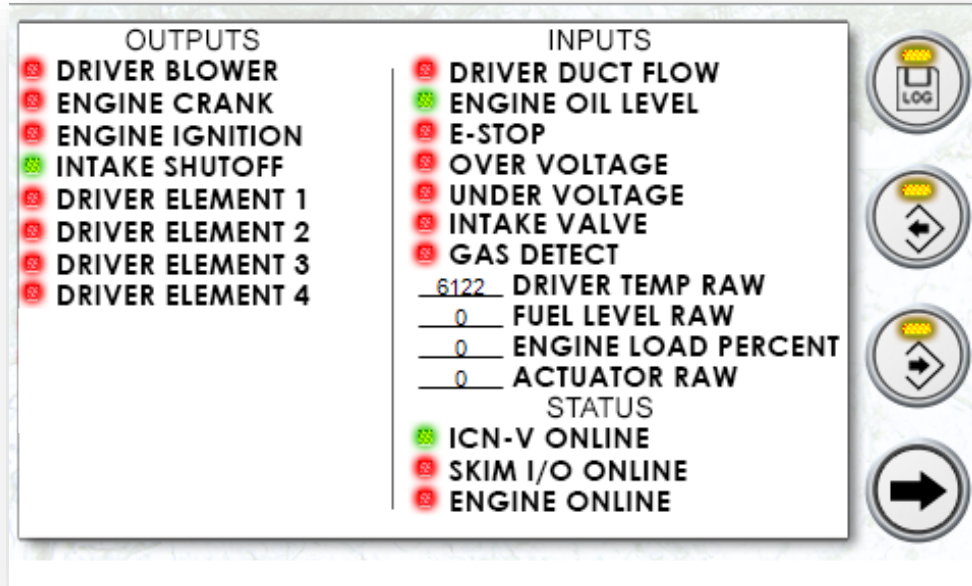 OUTPUTS
DRIVER BLOWER
ENGINE CRANK
ENGINE IGNITION
INTAKE SHUTOFF
DRIVER ELEMENT 1
DRIVER ELEMENT 2
DRIVER ELEMENT 3
DRIVER ELEMENT 4
INPUTS
DRIVER DUCT FLOW
ENGINE OIL LEVEL
E-STOP
OVER VOLTAGE
UNDER VOLTAGE
INTAKE VALVE
GAS DETECT
6122 DRIVER TEMP RAW
0 FUEL LEVEL RAW
0 ENGINE LOAD PERCENT
0 ACTUATOR RAW
STATUS
ICN-V ONLINE
SKIM I/O ONLINE
ENGINE ONLINE
LOG